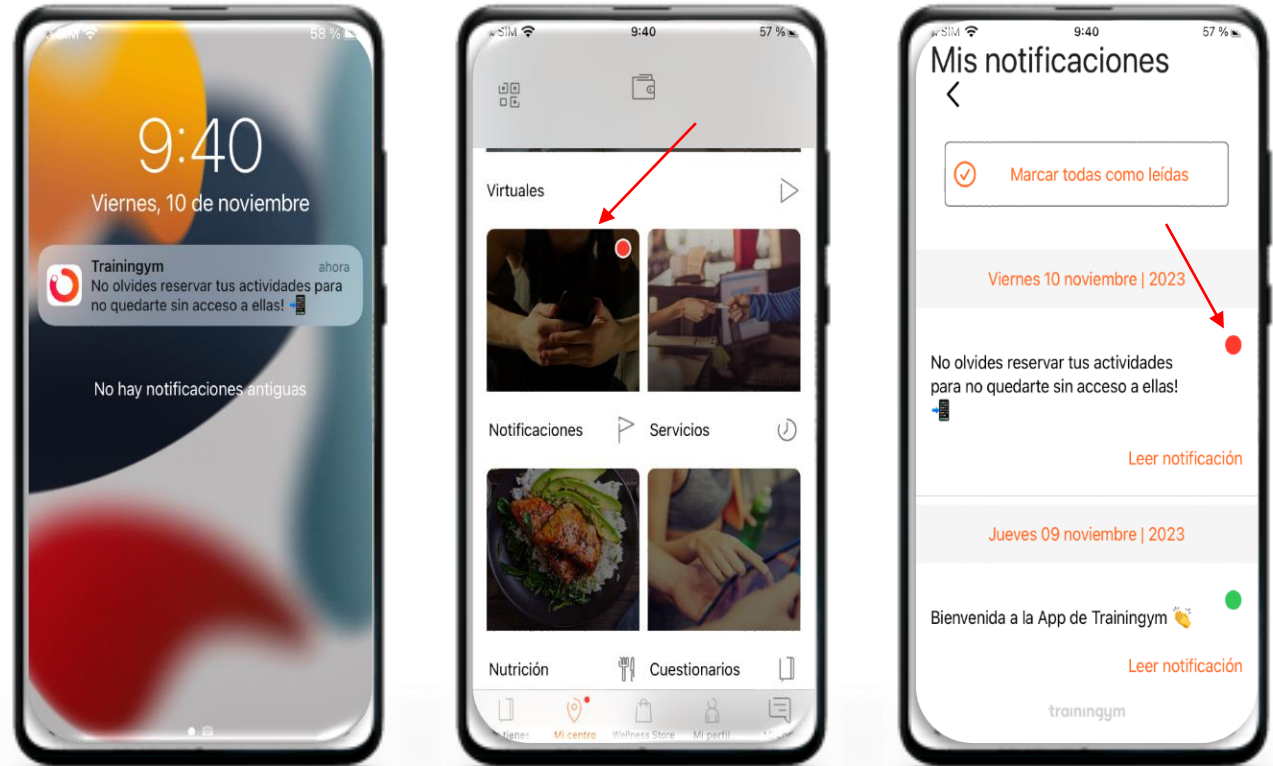 58 %
9:40
Viernes, 10 de noviembre
Trainingym
ahora
No olvides reservar tus actividades para
no quedarte sin acceso a ellas! 📲
No hay notificaciones antiguas
SIM
9:40
57 %
Virtuales
Notificaciones
Servicios
Nutrición
Cuestionarios
tienes
Mi centro
Wellness Store
Mi perfil
SIM
9:40
57 %
Mis notificaciones
Marcar todas como leídas
Viernes 10 noviembre | 2023
No olvides reservar tus actividades
para no quedarte sin acceso a ellas!
📲
Leer notificación
Jueves 09 noviembre | 2023
Bienvenida a la App de Trainingym 👏
Leer notificación
trainingym